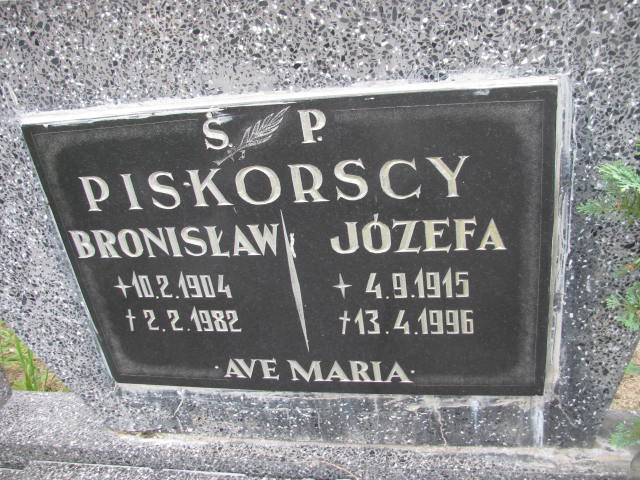 Ś. P.
PISKORSCY
BRONISŁAW JÓZEFA
+10.2.1904 + 4.9.1915
† 2.2.1982 †13.4.1996
·AVE MARIA·